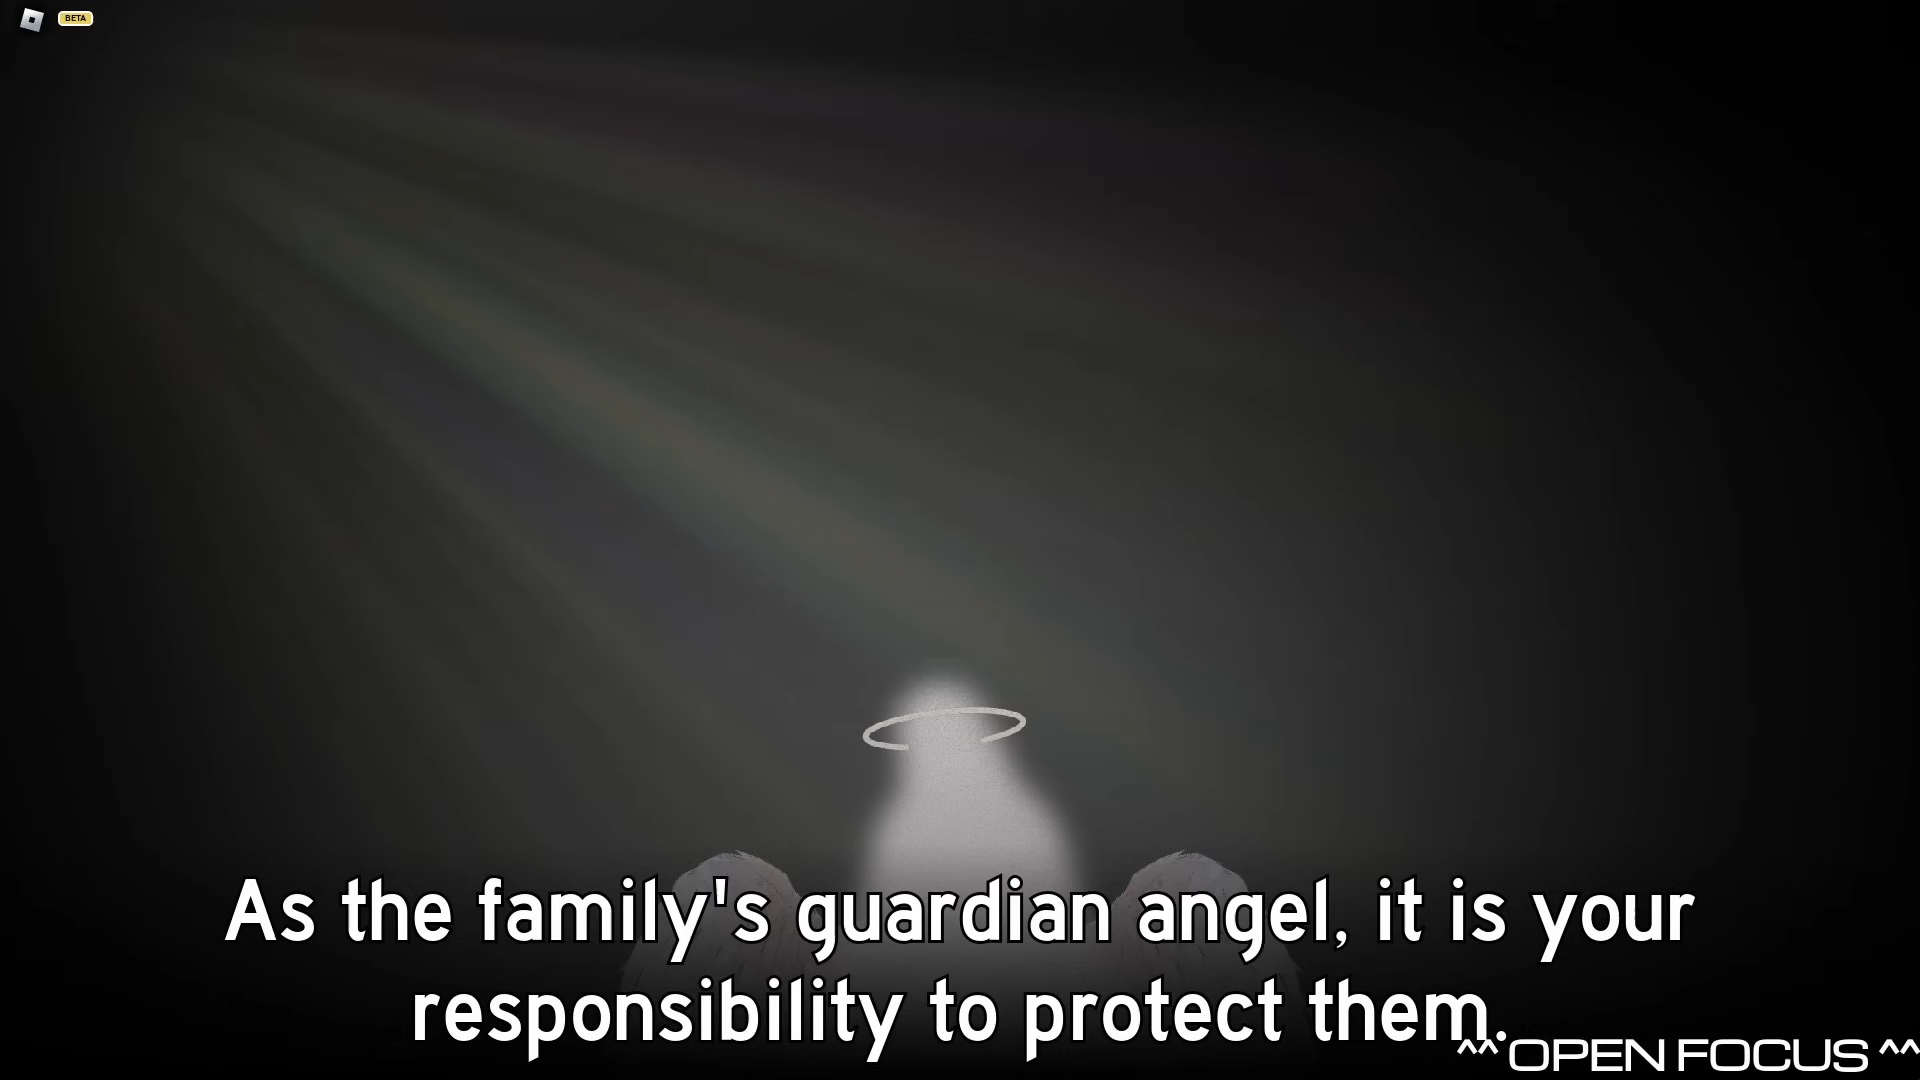 BETA
As the family's guardian angel, it is your
responsibility to protect them.
^^ OPEN FOCUS ^^